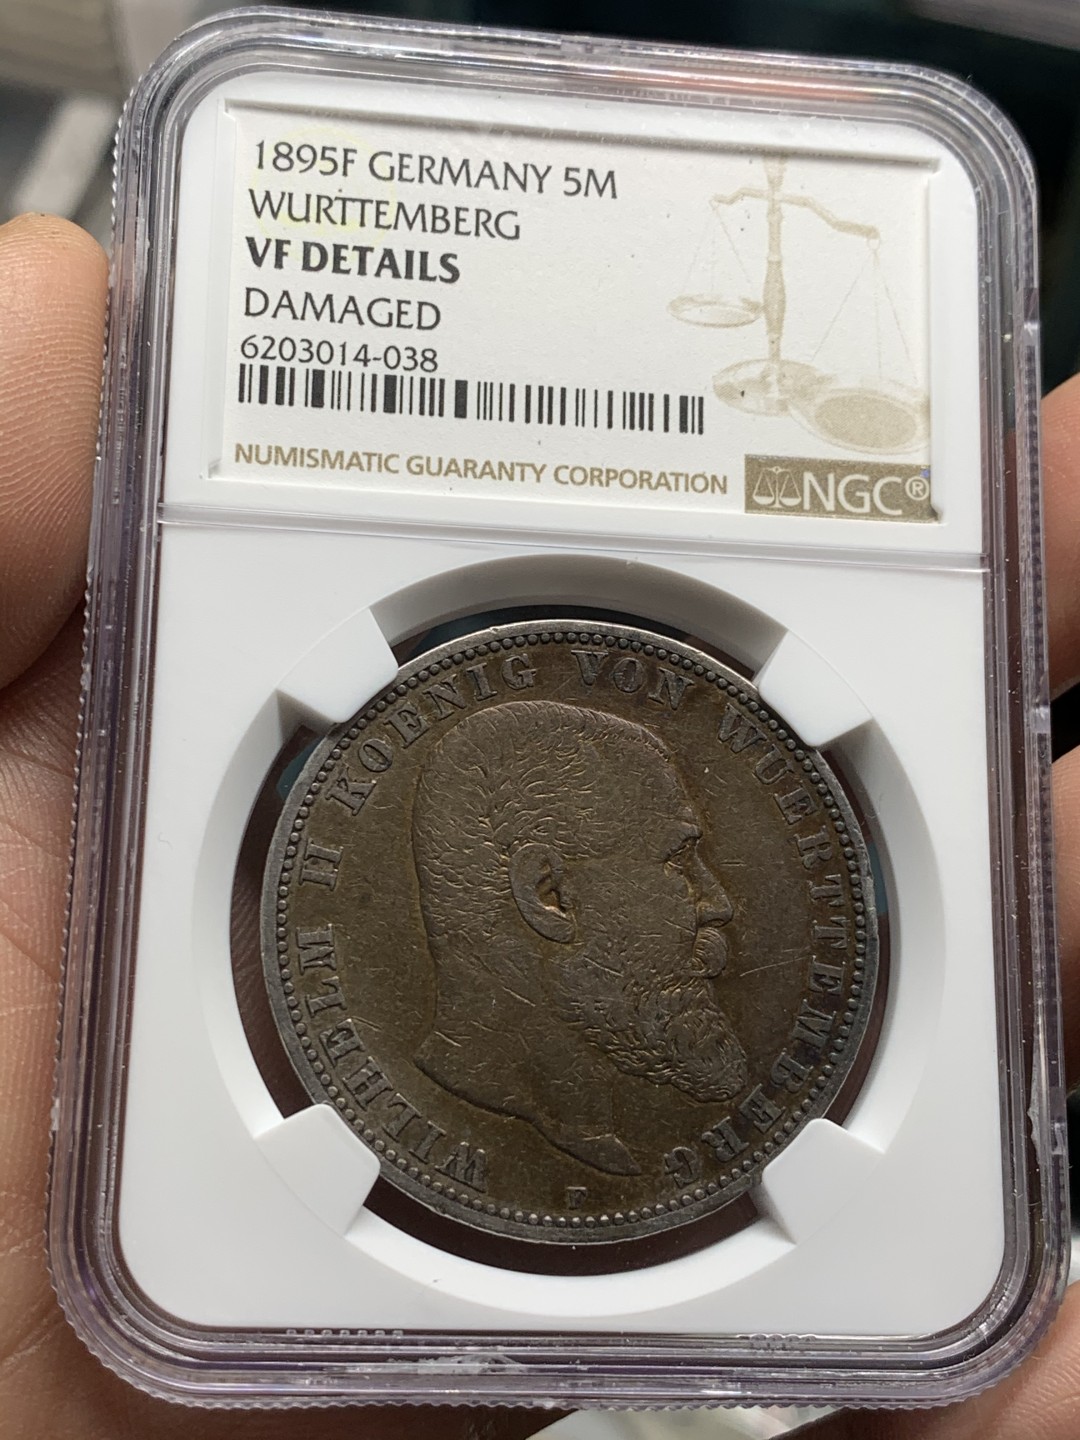 1895F GERMANY 5M
WURTTEMBERG
VF DETAILS
DAMAGED
6203014-038
NUMISMATIC GUARANTY CORPORATION
NGC®
WILHELM II KOENIG VON WUERTTEMBERG
F